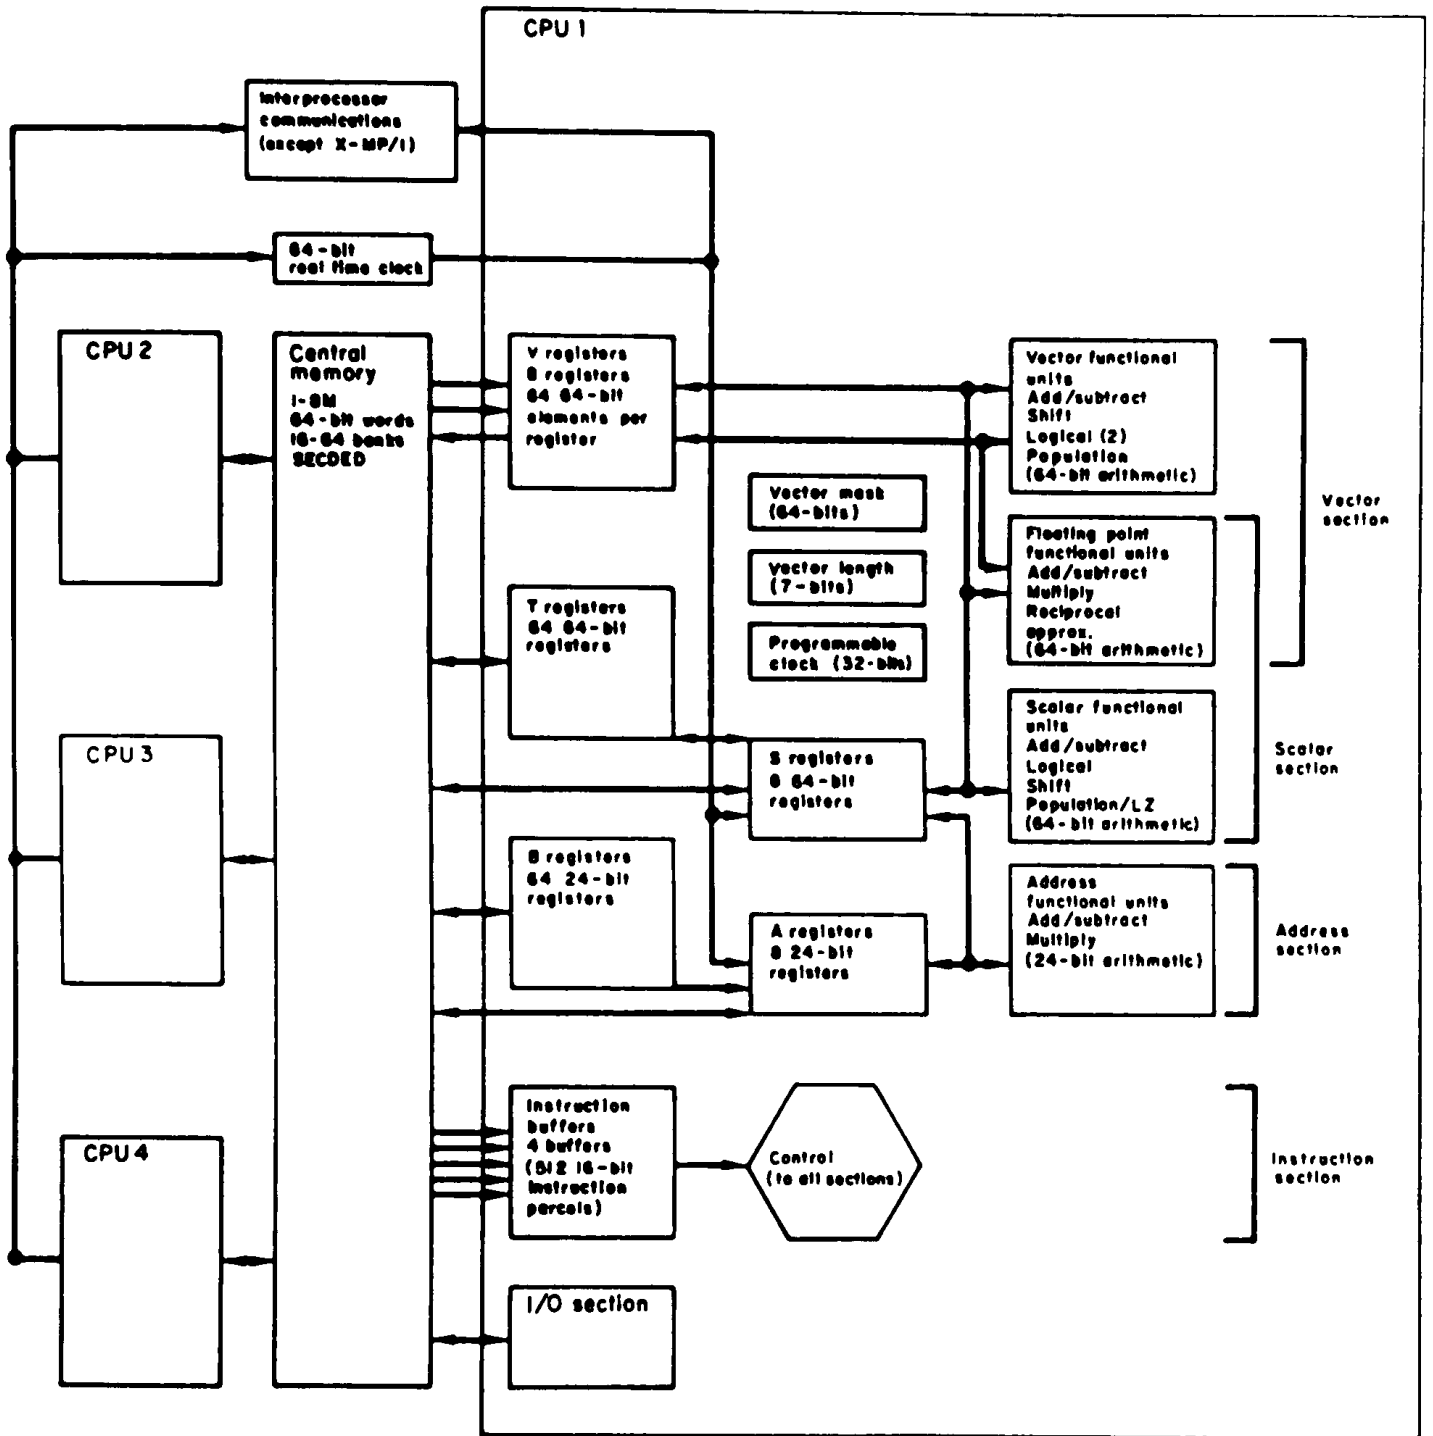 CPU 1
Interprocessor
communications
(except X-MP/1)
64-bit
real time clock
CPU 2
Central
memory
1-8M
64-bit words
16-64 banks
SECDED
V registers
8 registers
64 64-bit
elements per
register
Vector functional
units
Add/subtract
Shift
Logical (2)
Population
(64-bit arithmetic)
Vector mask
(64-bits)
Vector
section
Floating point
functional units
Add/subtract
Multiply
Reciprocal
approx.
(64-bit arithmetic)
Vector length
(7-bits)
T registers
64 64-bit
registers
Programmable
clock (32-bits)
Scalar functional
units
Add/subtract
Logical
Shift
Population/LZ
(64-bit arithmetic)
CPU 3
S registers
8 64-bit
registers
Scalar
section
B registers
64 24-bit
registers
Address
functional units
Add/subtract
Multiply
(24-bit arithmetic)
A registers
8 24-bit
registers
Address
section
Instruction
buffers
4 buffers
(512 16-bit
instruction
parcels)
CPU 4
Control
(to all sections)
Instruction
section
I/O section